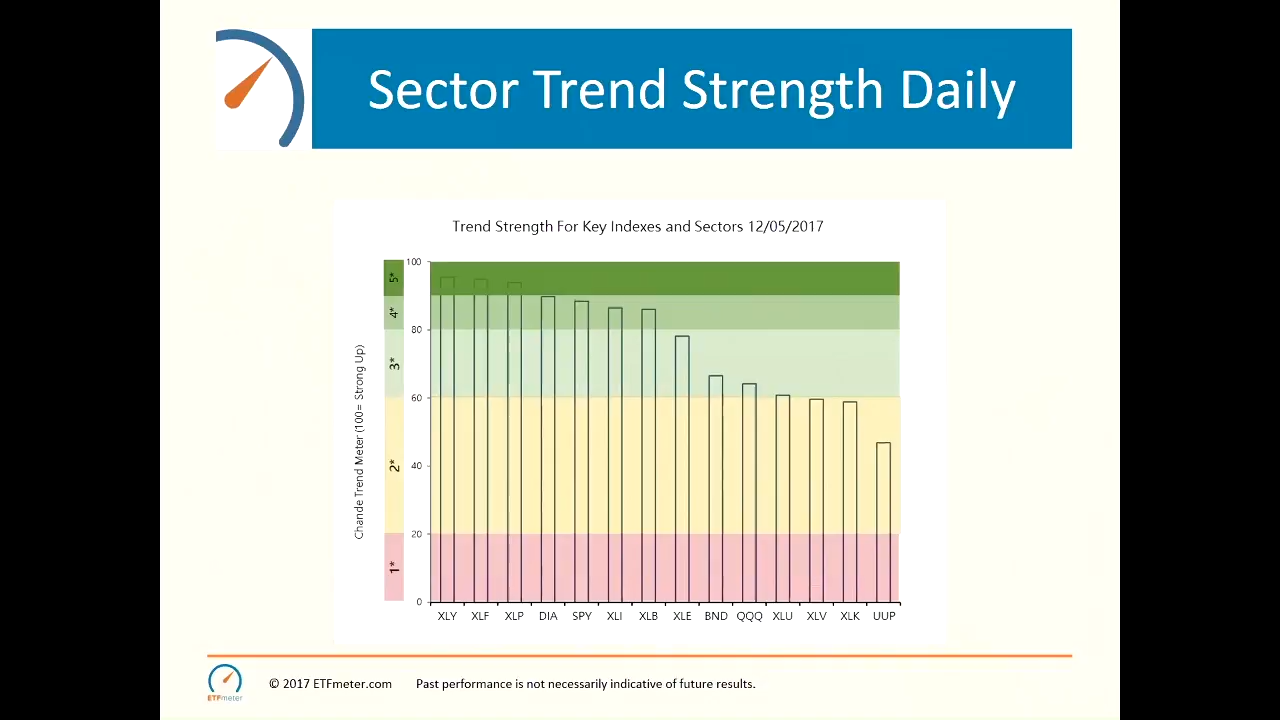 Sector Trend Strength Daily
Trend Strength For Key Indexes and Sectors 12/05/2017
Chande Trend Meter (100= Strong Up)
5*
4*
3*
2*
1*
100
80
60
40
20
0
XLY XLF XLP DIA SPY XLI XLB XLE BND QQQ XLU XLV XLK UUP
ETFmeter
© 2017 ETFmeter.com Past performance is not necessarily indicative of future results.